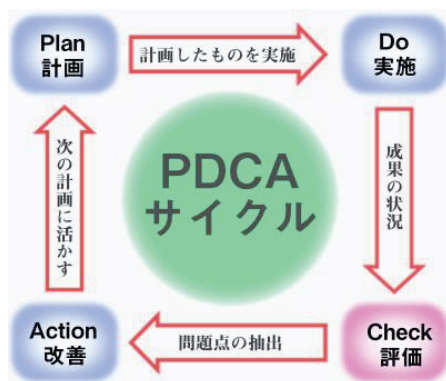 Plan
計画
計画したものを実施
Do
実施
PDCA
サイクル
次の計画に活かす
成果の状況
Action
改善
問題点の抽出
Check
評価